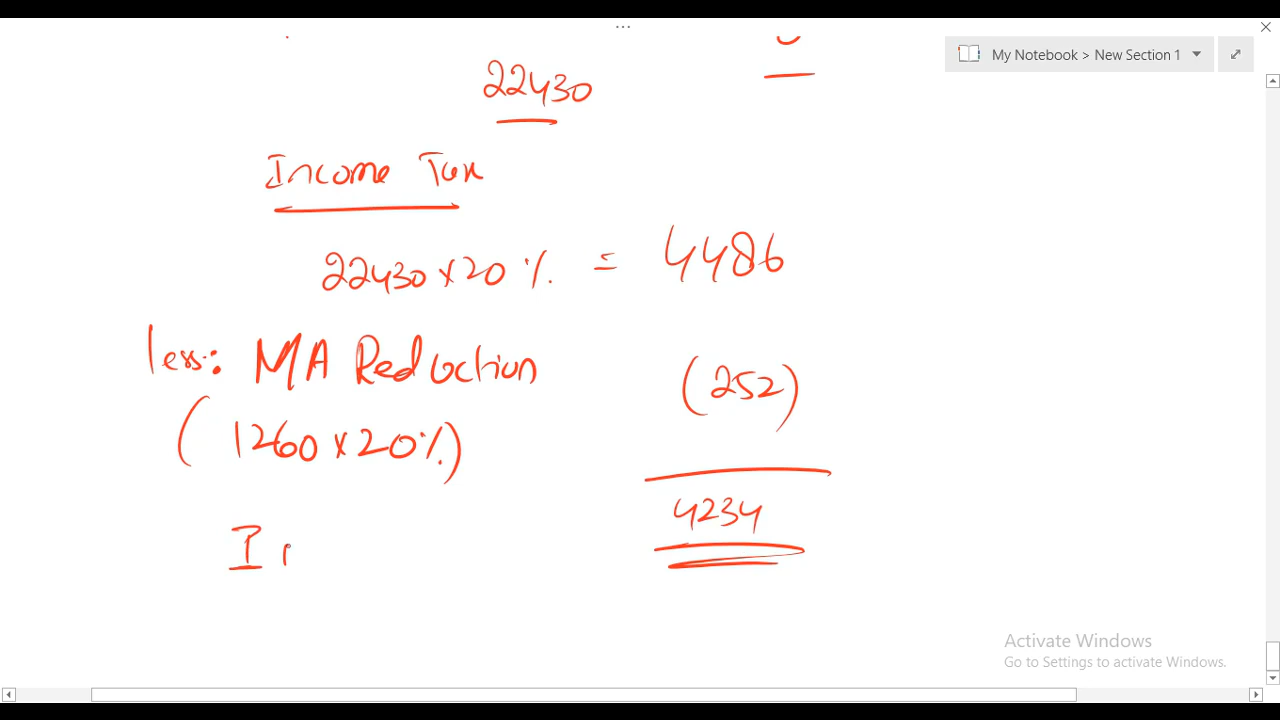 My Notebook > New Section 1
22430
Income Tax
22430 x 20 % = 4486
less: MA Reduction (252)
(1260 x 20%)
4234
I
Activate Windows
Go to Settings to activate Windows.